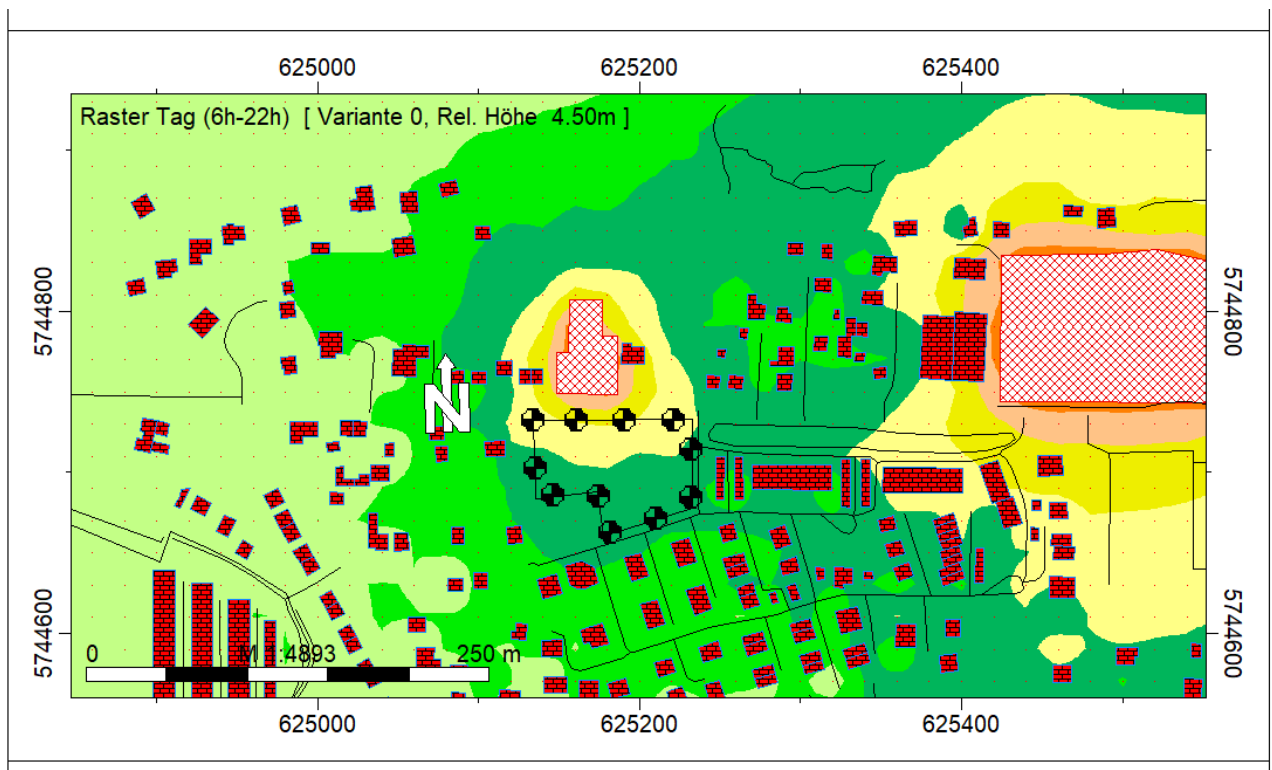 625000 625200 625400
Raster Tag (6h-22h) [ Variante 0, Rel. Höhe 4.50m ]
5744800 5744800
N
5744600 5744600
0 M 1:4893 250 m
625000 625200 625400